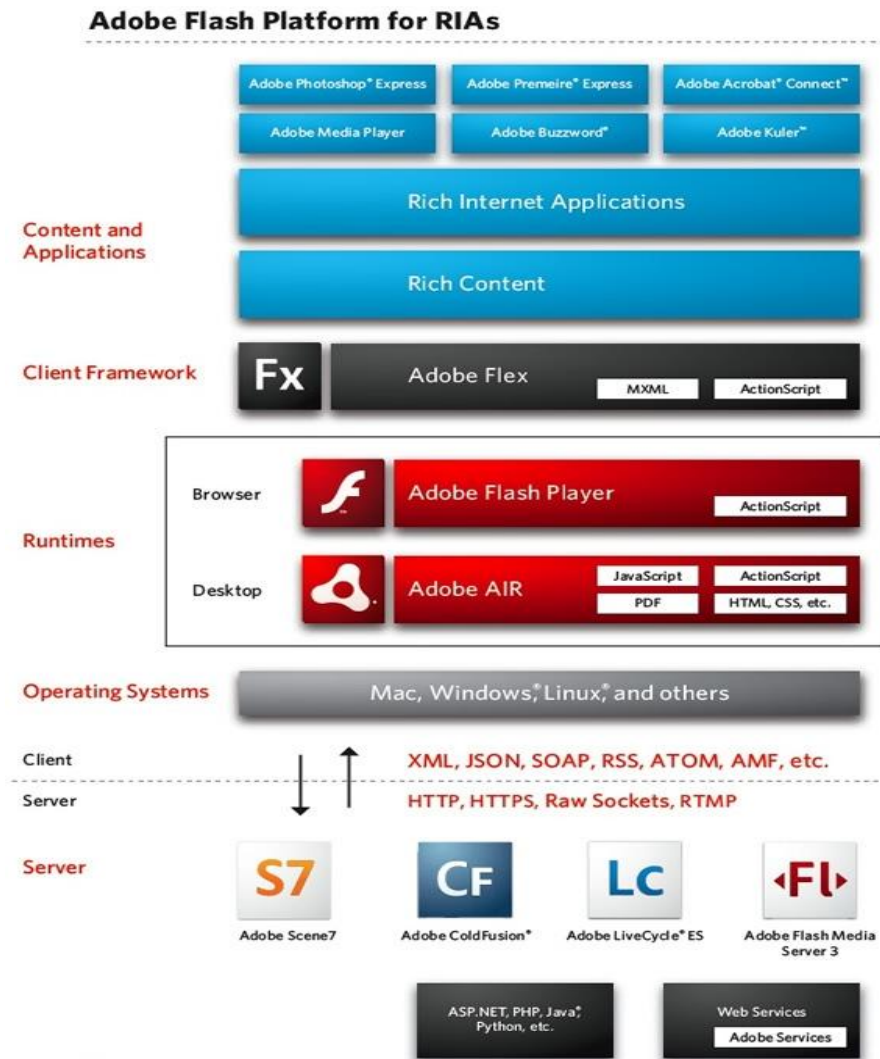 Adobe Flash Platform for RIAs
Adobe Photoshop® Express
Adobe Premeire® Express
Adobe Acrobat® Connect™
Adobe Media Player
Adobe Buzzword®
Adobe Kuler™
Content and
Applications
Rich Internet Applications
Rich Content
Client Framework
Fx
Adobe Flex
MXML
ActionScript
Runtimes
Browser
Adobe Flash Player
ActionScript
Desktop
Adobe AIR
JavaScript
ActionScript
PDF
HTML, CSS, etc.
Operating Systems
Mac, Windows,® Linux,® and others
Client
XML, JSON, SOAP, RSS, ATOM, AMF, etc.
Server
HTTP, HTTPS, Raw Sockets, RTMP
Server
S7
CF
LC
Fl
Adobe Scene7
Adobe ColdFusion®
Adobe LiveCycle® ES
Adobe Flash Media
Server 3
ASP.NET, PHP, Java,®
Python, etc.
Web Services
Adobe Services